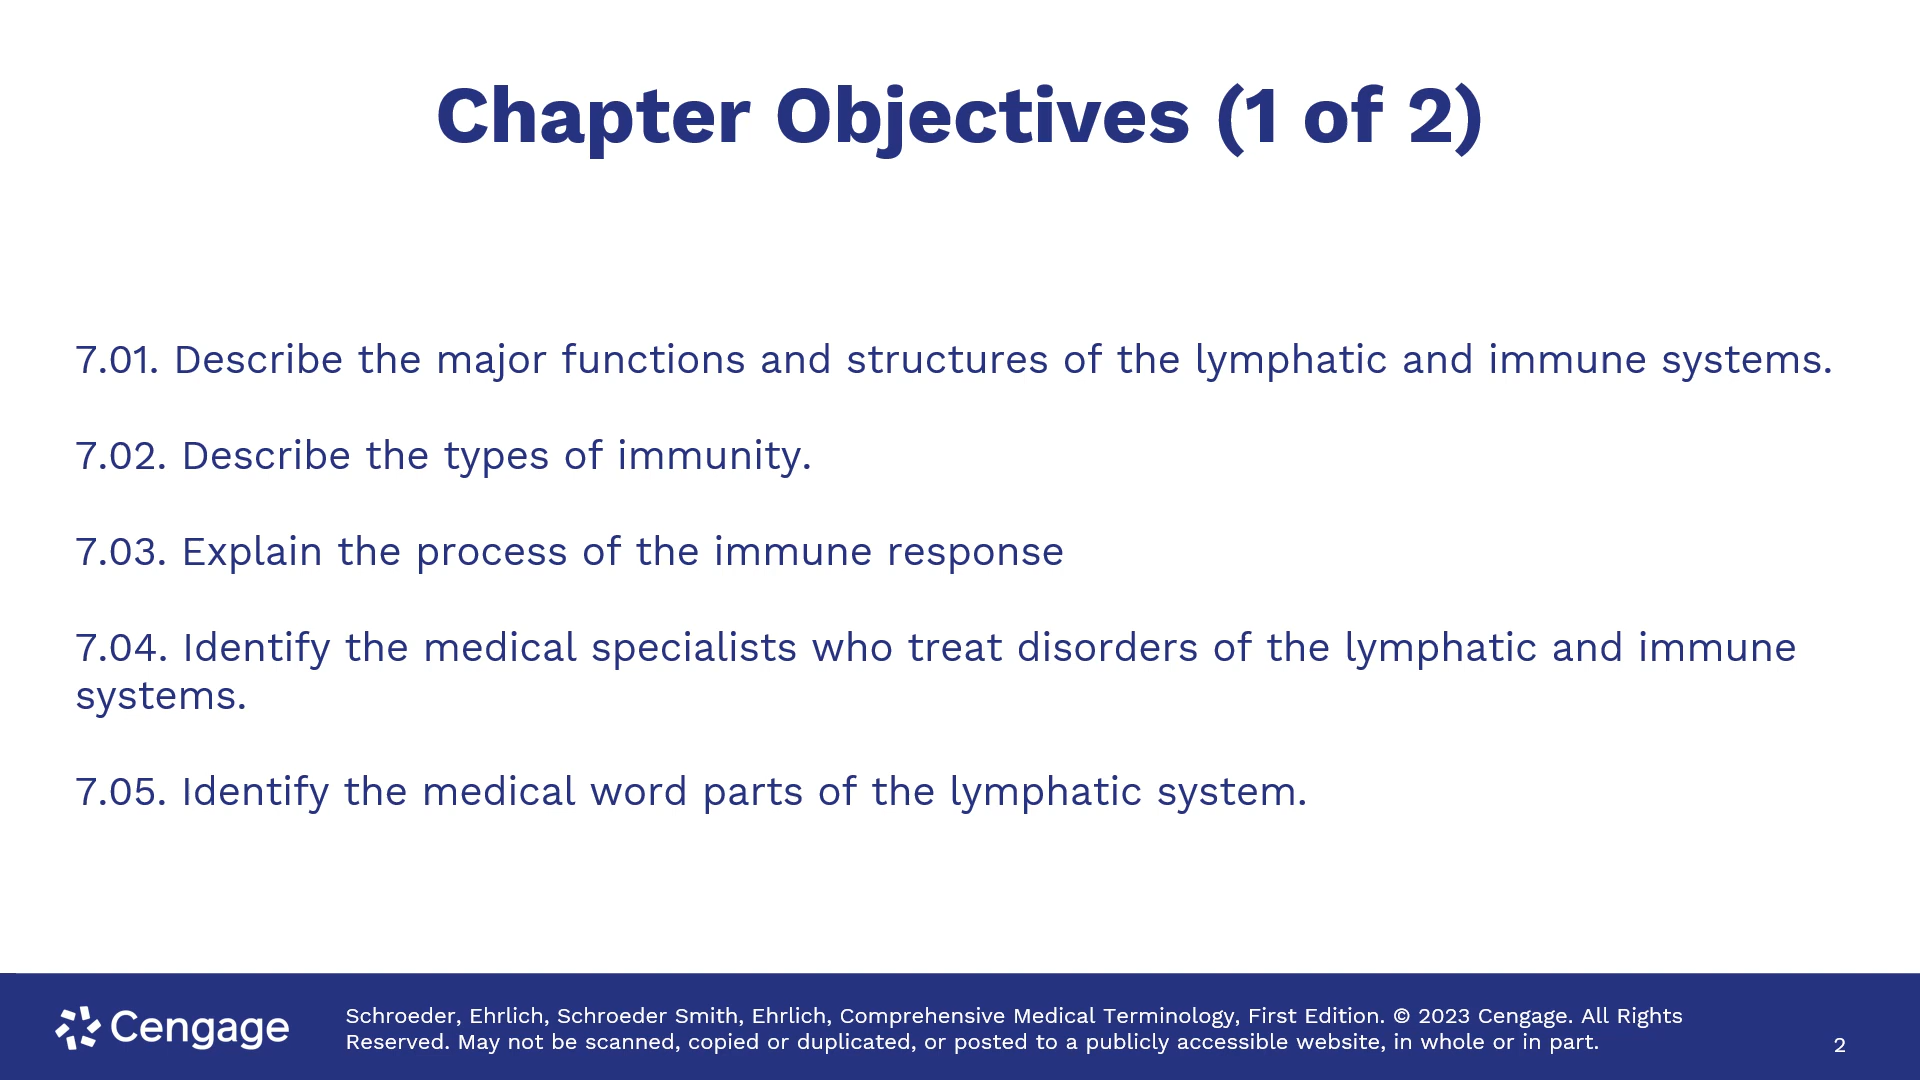 Chapter Objectives (1 of 2)
7.01. Describe the major functions and structures of the lymphatic and immune systems.
7.02. Describe the types of immunity.
7.03. Explain the process of the immune response
7.04. Identify the medical specialists who treat disorders of the lymphatic and immune
systems.
7.05. Identify the medical word parts of the lymphatic system.
Cengage
Schroeder, Ehrlich, Schroeder Smith, Ehrlich, Comprehensive Medical Terminology, First Edition. © 2023 Cengage. All Rights
Reserved. May not be scanned, copied or duplicated, or posted to a publicly accessible website, in whole or in part.
2